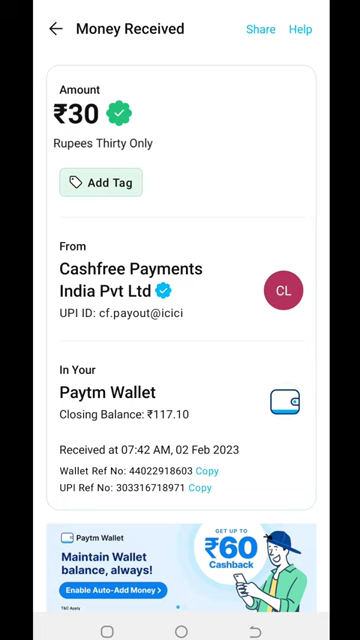 Money Received
Share
Help
Amount
₹30
Rupees Thirty Only
Add Tag
From
Cashfree Payments
India Pvt Ltd
CL
UPI ID: cf.payout@icici
In Your
Paytm Wallet
Closing Balance: ₹117.10
Received at 07:42 AM, 02 Feb 2023
Wallet Ref No: 44022918603 Copy
UPI Ref No: 303316718971 Copy
Paytm Wallet
Maintain Wallet
balance, always!
Enable Auto-Add Money >
T&C Apply
GET UP TO
₹60
Cashback